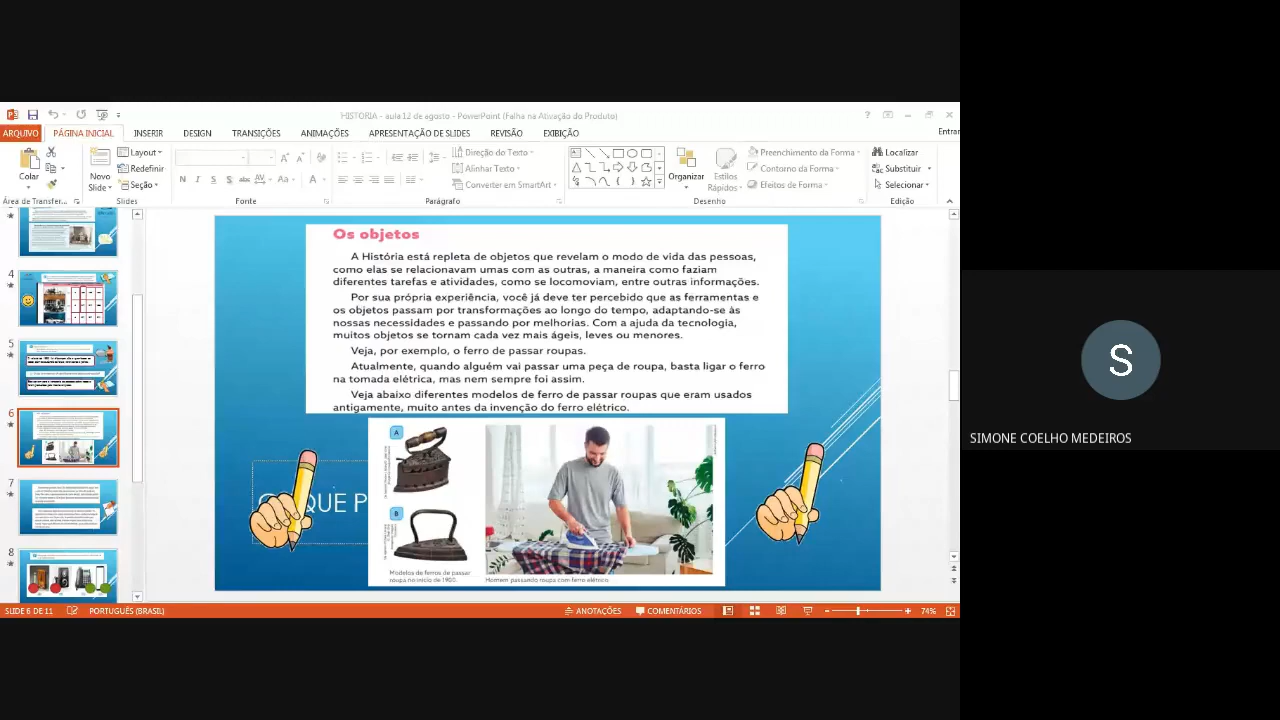 HISTORIA - aula 12 de agosto - PowerPoint (Falha na Ativação do Produto)
Entrar
ARQUIVO PÁGINA INICIAL INSERIR DESIGN TRANSIÇÕES ANIMAÇÕES APRESENTAÇÃO DE SLIDES REVISÃO EXIBIÇÃO
Colar
Novo
Slide
Layout
Redefinir
Seção
N I S S abc AV Aa A
Direção do Texto
Alinhar Texto
Converter em SmartArt
Organizar
Estilos
Rápidos
Preenchimento da Forma
Contorno da Forma
Efeitos de Forma
Localizar
Substituir
Selecionar
Área de Transfer... Slides Fonte Parágrafo Desenho Edição
4
5
6
7
8
Os objetos
A História está repleta de objetos que revelam o modo de vida das pessoas,
como elas se relacionavam umas com as outras, a maneira como faziam
diferentes tarefas e atividades, como se locomoviam, entre outras informações.
Por sua própria experiência, você já deve ter percebido que as ferramentas e
os objetos passam por transformações ao longo do tempo, adaptando-se às
nossas necessidades e passando por melhorias. Com a ajuda da tecnologia,
muitos objetos se tornam cada vez mais ágeis, leves ou menores.
Veja, por exemplo, o ferro de passar roupas.
Atualmente, quando alguém vai passar uma peça de roupa, basta ligar o ferro
na tomada elétrica, mas nem sempre foi assim.
Veja abaixo diferentes modelos de ferro de passar roupas que eram usados
antigamente, muito antes da invenção do ferro elétrico.
A
B
QUE P
Modelos de ferros de passar
roupa no início de 1900.
Homem passando roupa com ferro elétrico.
SLIDE 6 DE 11 PORTUGUÊS (BRASIL) ANOTAÇÕES COMENTÁRIOS 74%
S
SIMONE COELHO MEDEIROS